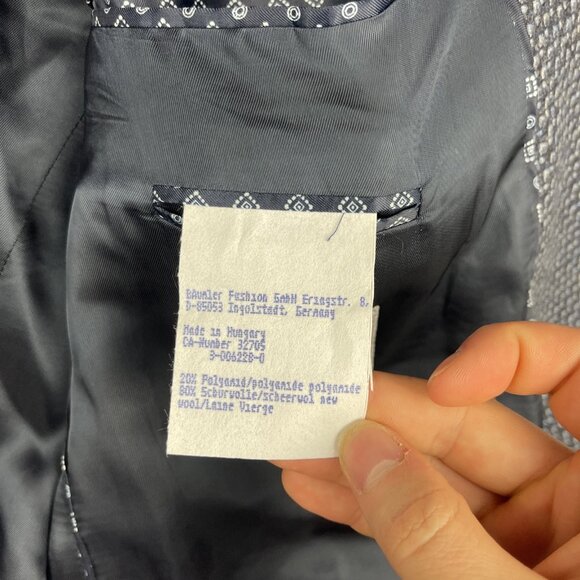 Bäumler Fashion GmbH Eringstr. 8,
D-85053 Ingolstadt, Germany
Made in Hungary
CA-Number 32705
3-006228-0
20% Polyamid/polyamide polyamide
80% Schurwolle/scheerwol new
wool/Laine Vierge